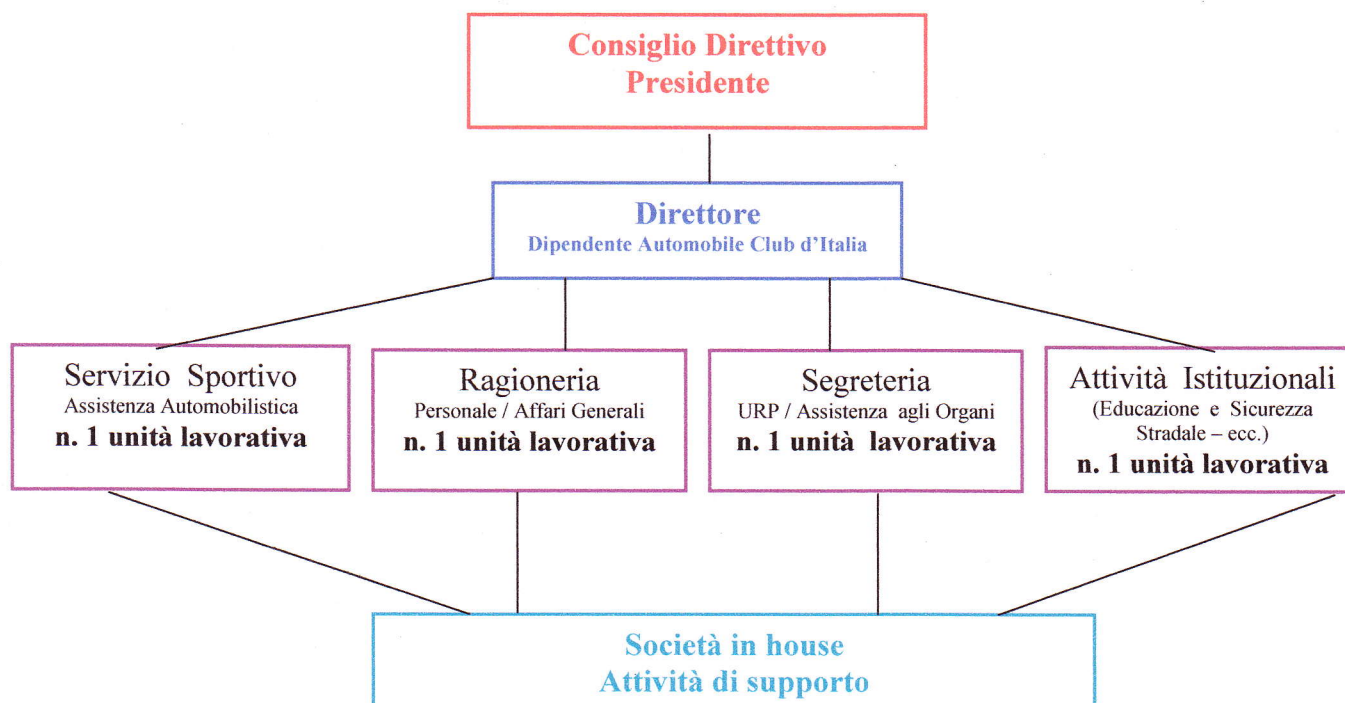 Consiglio Direttivo
Presidente
Direttore
Dipendente Automobile Club d'Italia
Servizio Sportivo
Assistenza Automobilistica
n. 1 unità lavorativa
Ragioneria
Personale / Affari Generali
n. 1 unità lavorativa
Segreteria
URP / Assistenza agli Organi
n. 1 unità lavorativa
Attività Istituzionali
(Educazione e Sicurezza
Stradale – ecc.)
n. 1 unità lavorativa
Società in house
Attività di supporto